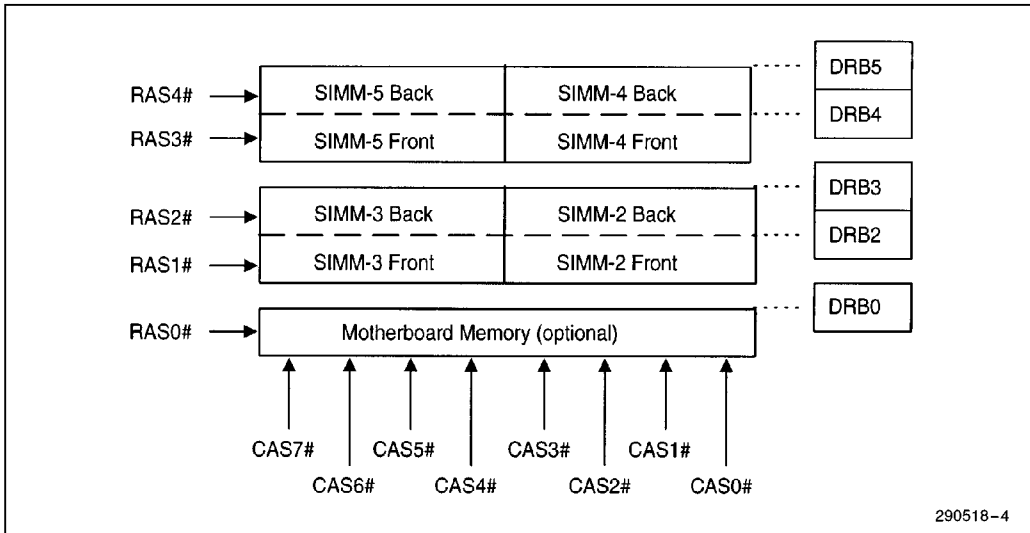 DRB5
RAS4# SIMM-5 Back SIMM-4 Back
DRB4
RAS3# SIMM-5 Front SIMM-4 Front
DRB3
RAS2# SIMM-3 Back SIMM-2 Back
DRB2
RAS1# SIMM-3 Front SIMM-2 Front
DRB0
RAS0# Motherboard Memory (optional)
CAS7# CAS5# CAS3# CAS1#
CAS6# CAS4# CAS2# CAS0#
290518-4